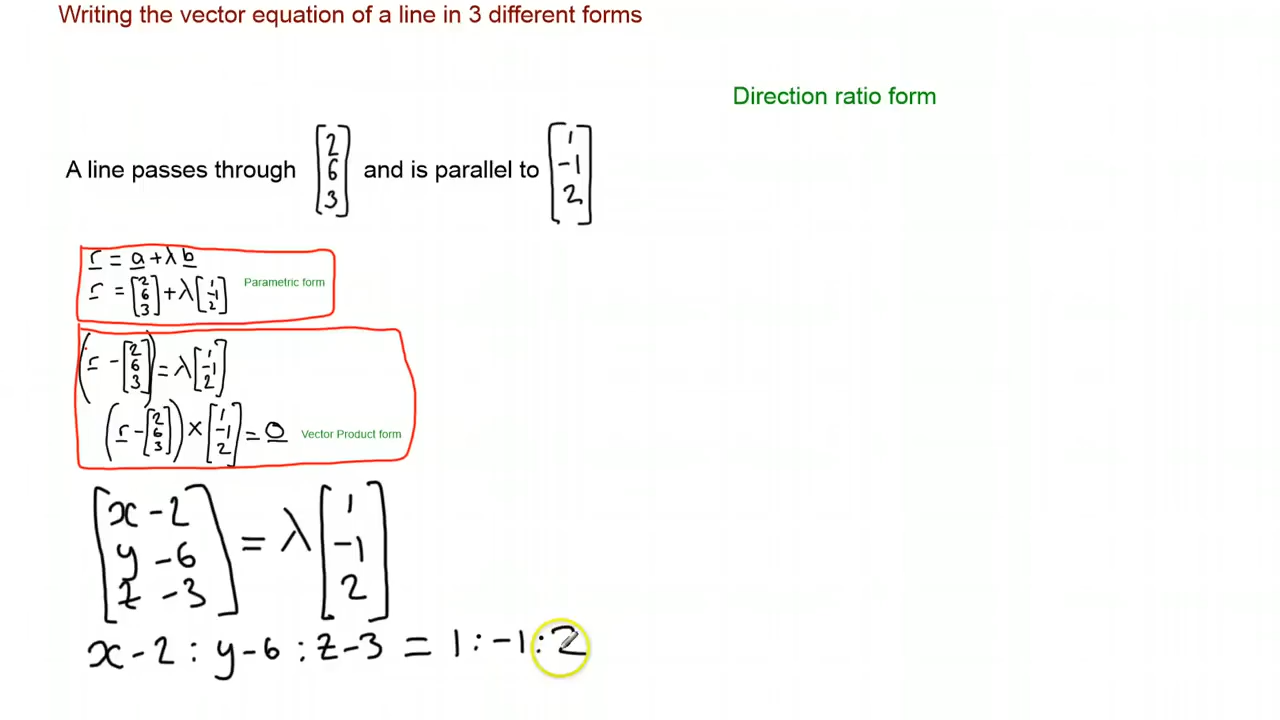 Writing the vector equation of a line in 3 different forms
Direction ratio form
A line passes through [2 6 3] and is parallel to [1 -1 2]
r = a + λ b
r = [2 6 3] + λ [1 -1 2] Parametric form
(r - [2 6 3]) = λ [1 -1 2]
(r - [2 6 3]) × [1 -1 2] = 0 Vector Product form
[x - 2
y - 6
z - 3] = λ [1 -1 2]
x - 2 : y - 6 : z - 3 = 1 : -1 : 2